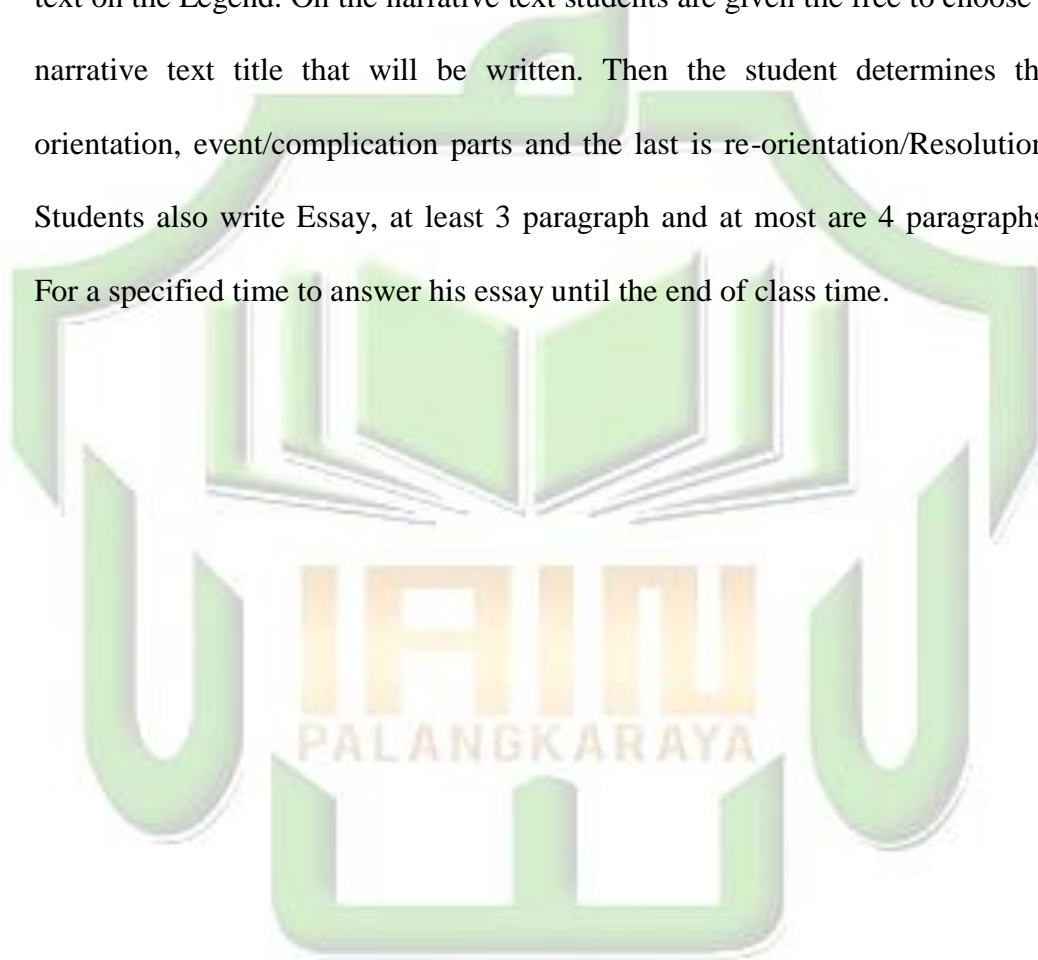 text on the Legend. On the narrative text students are given the free to choose
narrative text title that will be written. Then the student determines th
orientation, event/complication parts and the last is re-orientation/Resolution
Students also write Essay, at least 3 paragraph and at most are 4 paragraphs
For a specified time to answer his essay until the end of class time.
IAIN
PALANGKARAYA